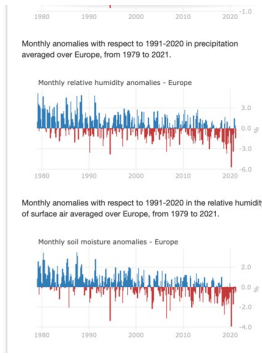 1980 1990 2000 2010 2020 -1.0
Monthly anomalies with respect to 1991-2020 in precipitation
averaged over Europe, from 1979 to 2021.
Monthly relative humidity anomalies - Europe
3.0
0.0
-3.0
-6.0
%
1980 1990 2000 2010 2020
Monthly anomalies with respect to 1991-2020 in the relative humidity
of surface air averaged over Europe, from 1979 to 2021.
Monthly soil moisture anomalies - Europe
2.0
0.0
-2.0
-4.0
%
1980 1990 2000 2010 2020